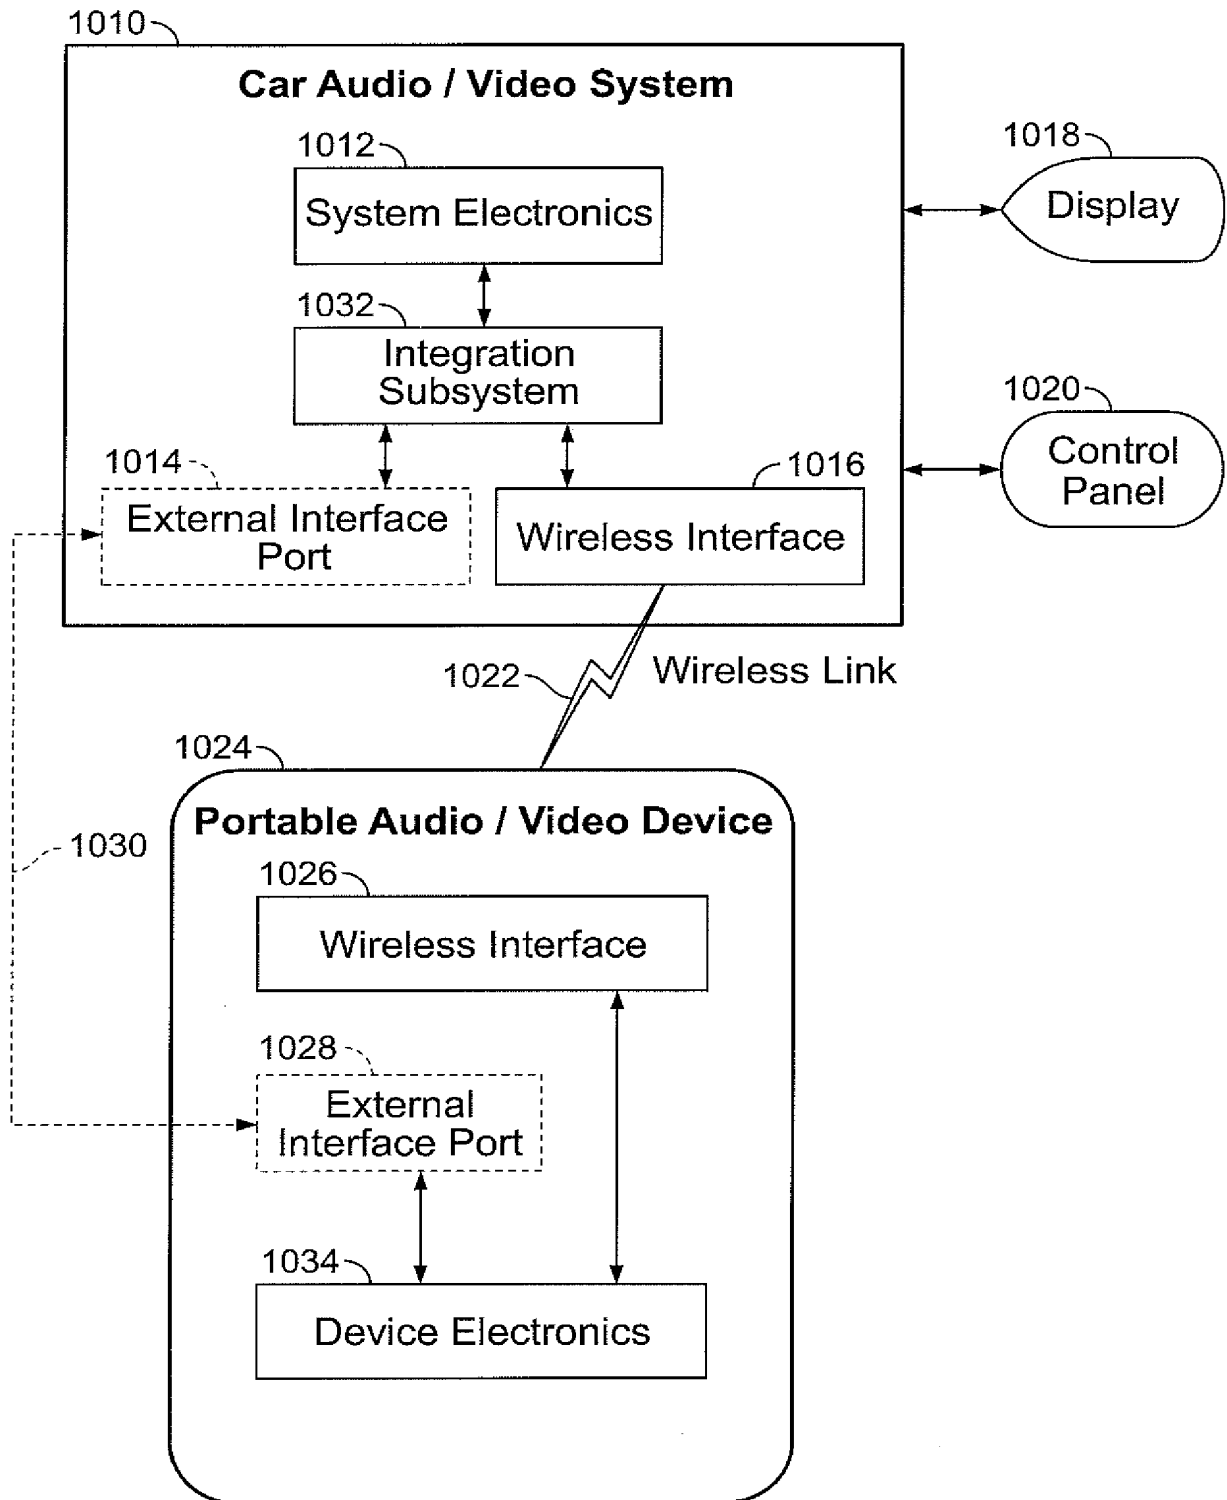 1010
Car Audio / Video System
1012
System Electronics
1018
Display
1032
Integration
Subsystem
1020
Control
Panel
1014
External Interface
Port
1016
Wireless Interface
1022
Wireless Link
1024
Portable Audio / Video Device
1030
1026
Wireless Interface
1028
External
Interface Port
1034
Device Electronics